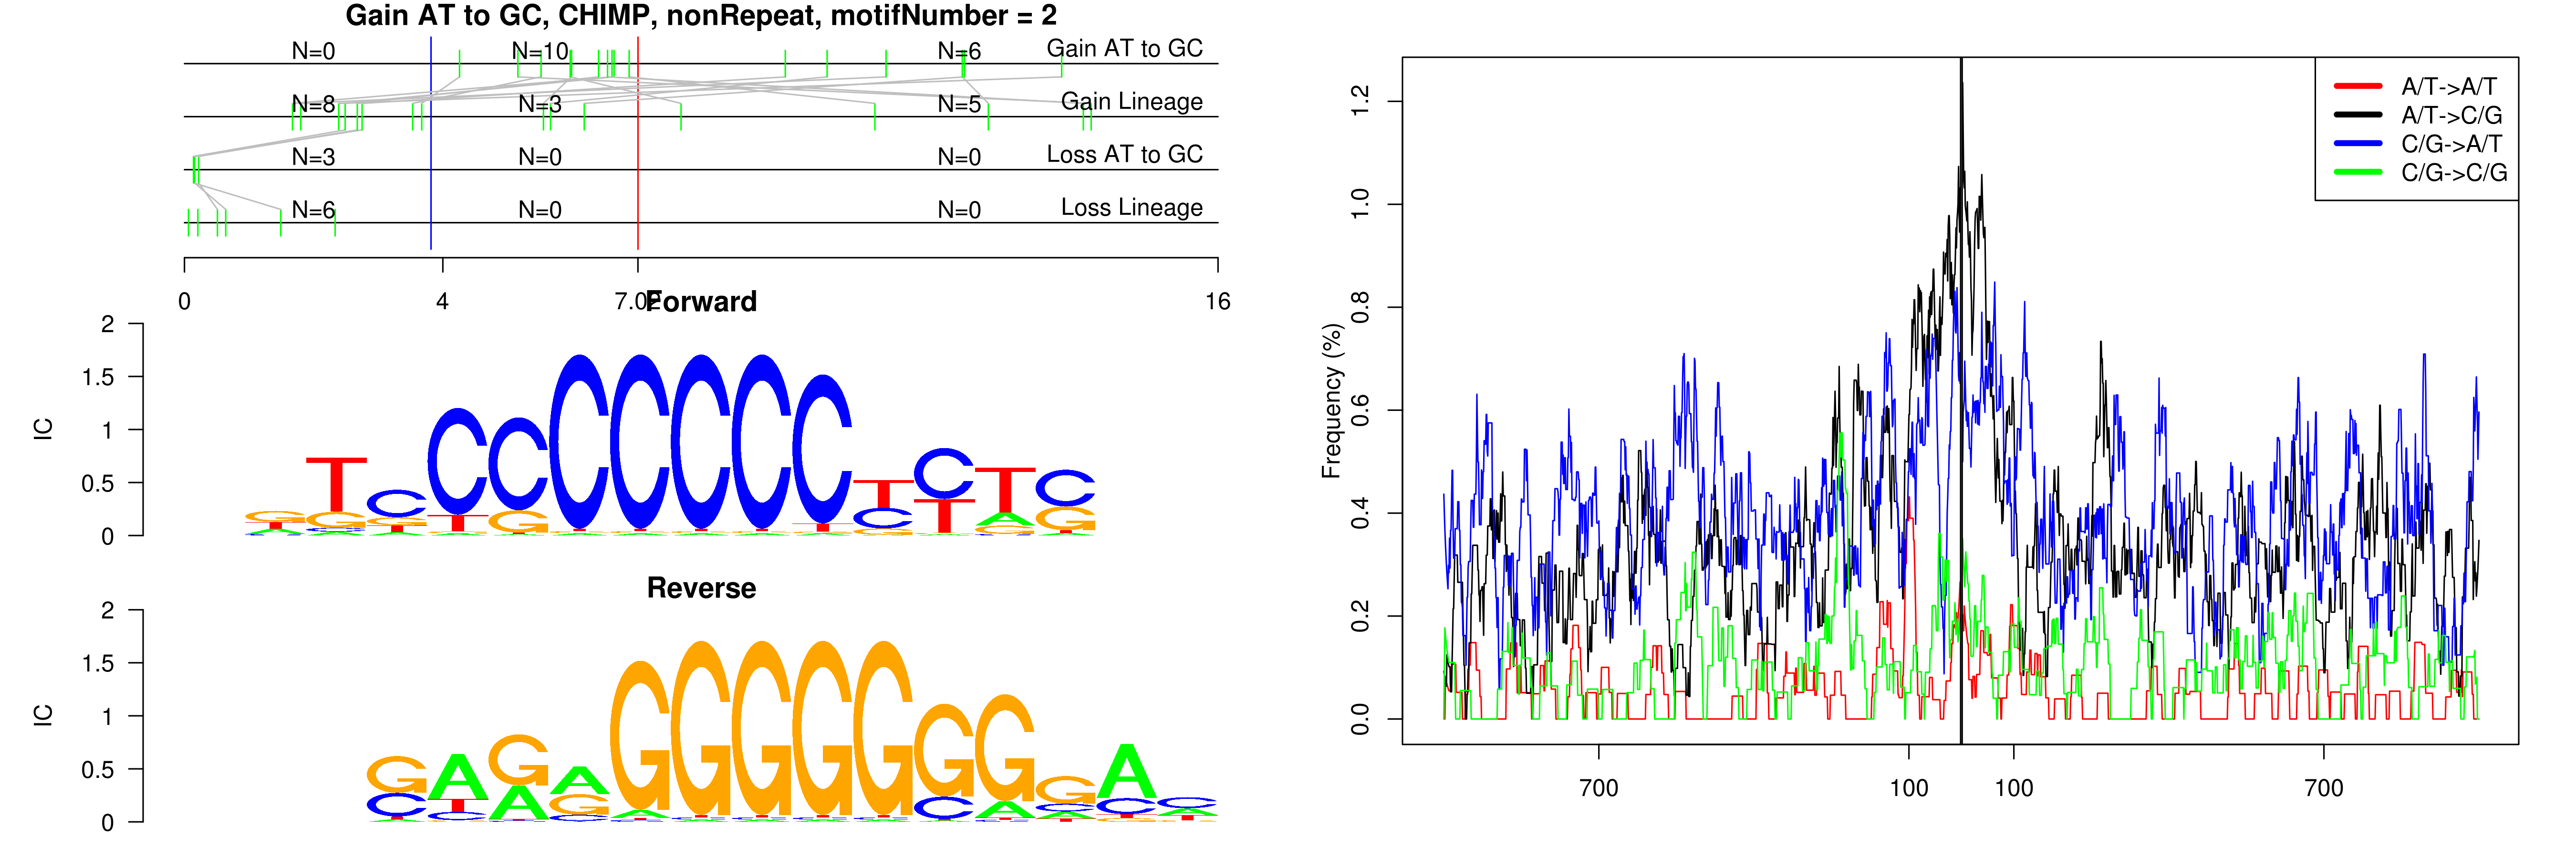 Gain AT to GC, CHIMP, nonRepeat, motifNumber = 2
N=0 N=10 N=6 Gain AT to GC
N=8 N=3 N=5 Gain Lineage
N=3 N=0 N=0 Loss AT to GC
N=6 N=0 N=0 Loss Lineage
0 4 7.02 16
Forward
2
1.5
1
0.5
0
IC
Reverse
2
1.5
1
0.5
0
IC
A/T->A/T
A/T->C/G
C/G->A/T
C/G->C/G
1.2
1.0
0.8
0.6
0.4
0.2
0.0
Frequency (%)
700 100 100 700